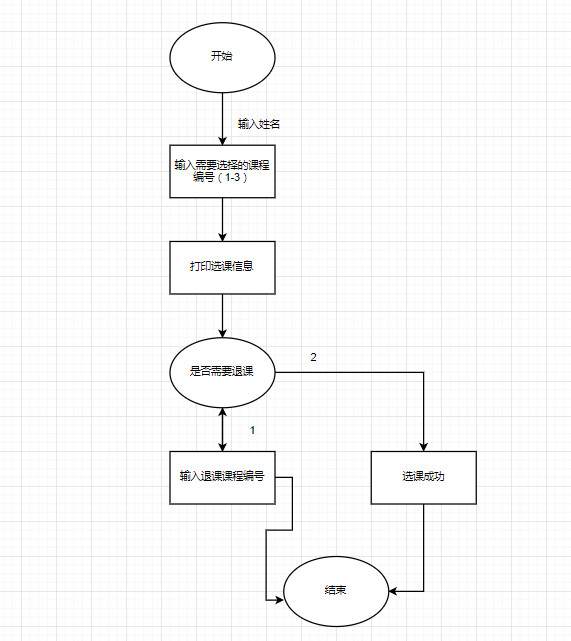 开始
输入姓名
输入需要选择的课程
编号（1-3）
打印选课信息
是否需要退课
2
1
输入退课课程编号
选课成功
结束